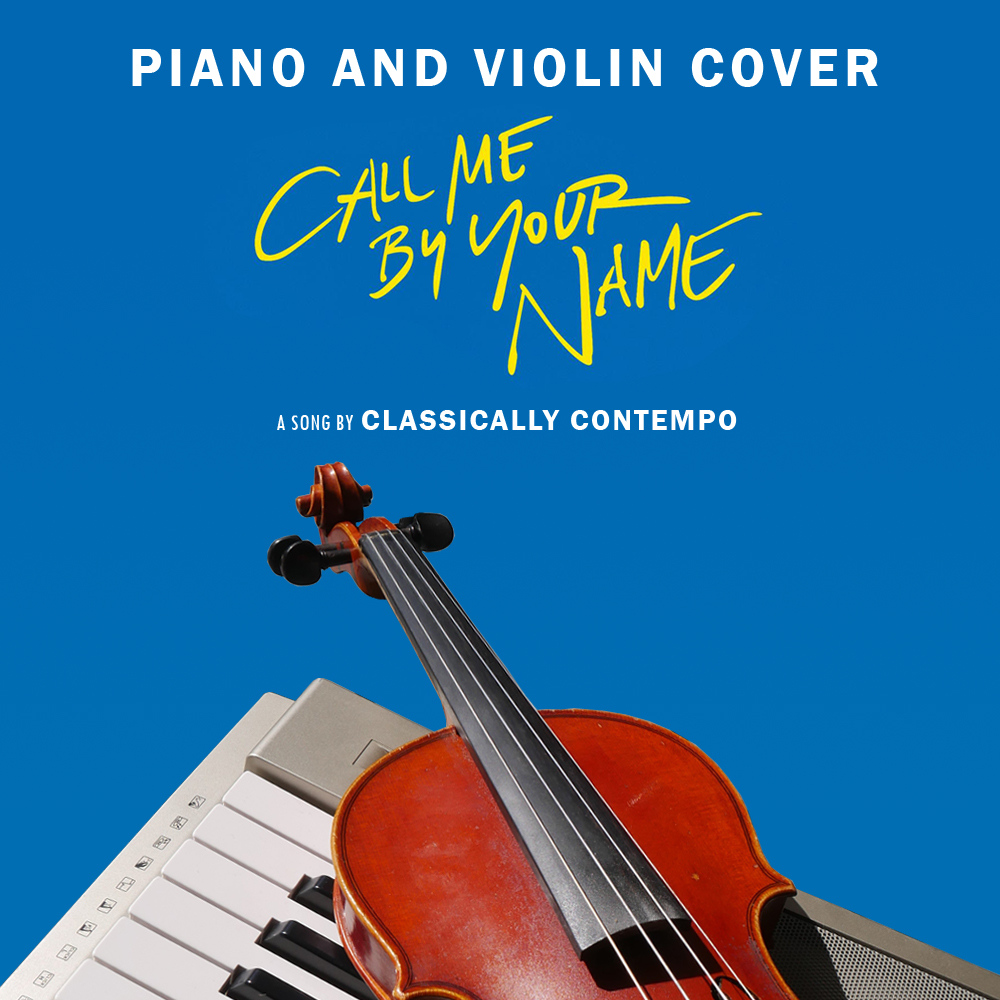 PIANO AND VIOLIN COVER
CALL ME
BY YOUR
NAME
A SONG BY CLASSICALLY CONTEMPO